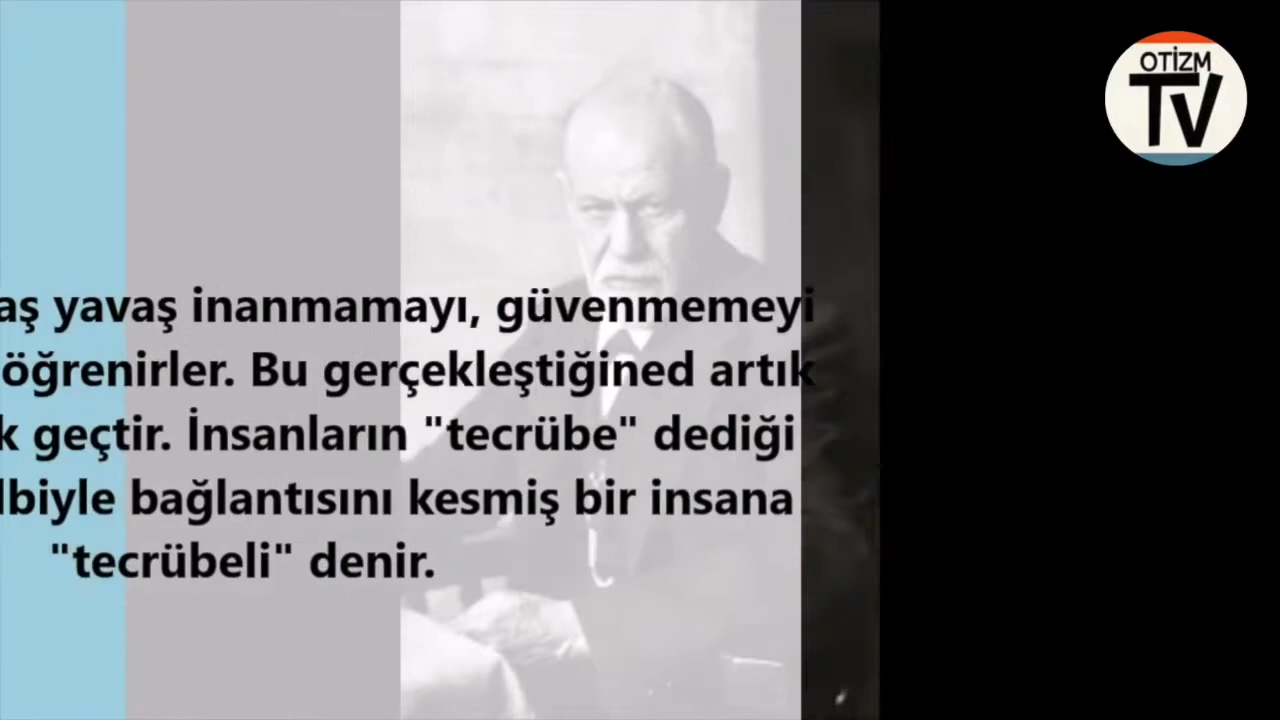 OTİZM
TV
aş yavaş inanmamayı, güvenmemeyi
öğrenirler. Bu gerçekleştiğined artık
k geçtir. İnsanların "tecrübe" dediği
lbiyle bağlantısını kesmiş bir insana
"tecrübeli" denir.